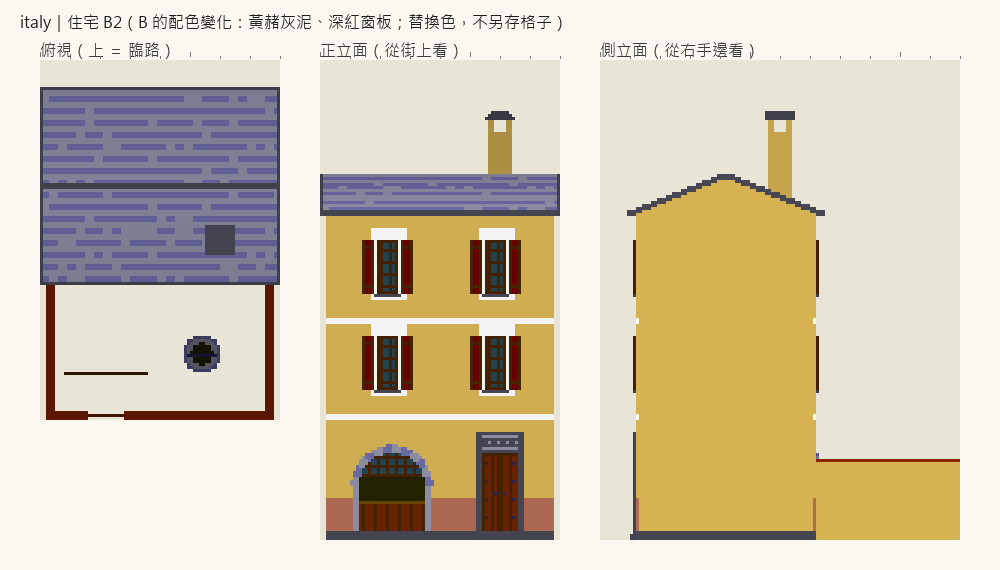 italy | 住宅 B2 ( B 的配色變化：黃赭灰泥、深紅窗板；替換色，不另存格子 )
俯視 ( 上 = 臨路 )
正立面 ( 從街上看 )
側立面 ( 從右手邊看 )